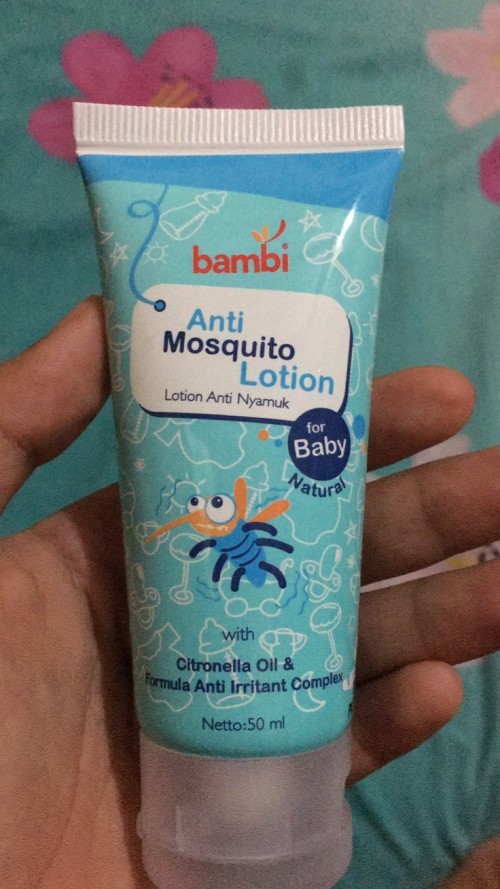 bambi
Anti
Mosquito
Lotion
Lotion Anti Nyamuk
for
Baby
Natural
with
Citronella Oil &
Formula Anti Irritant Complex
Netto:50 ml